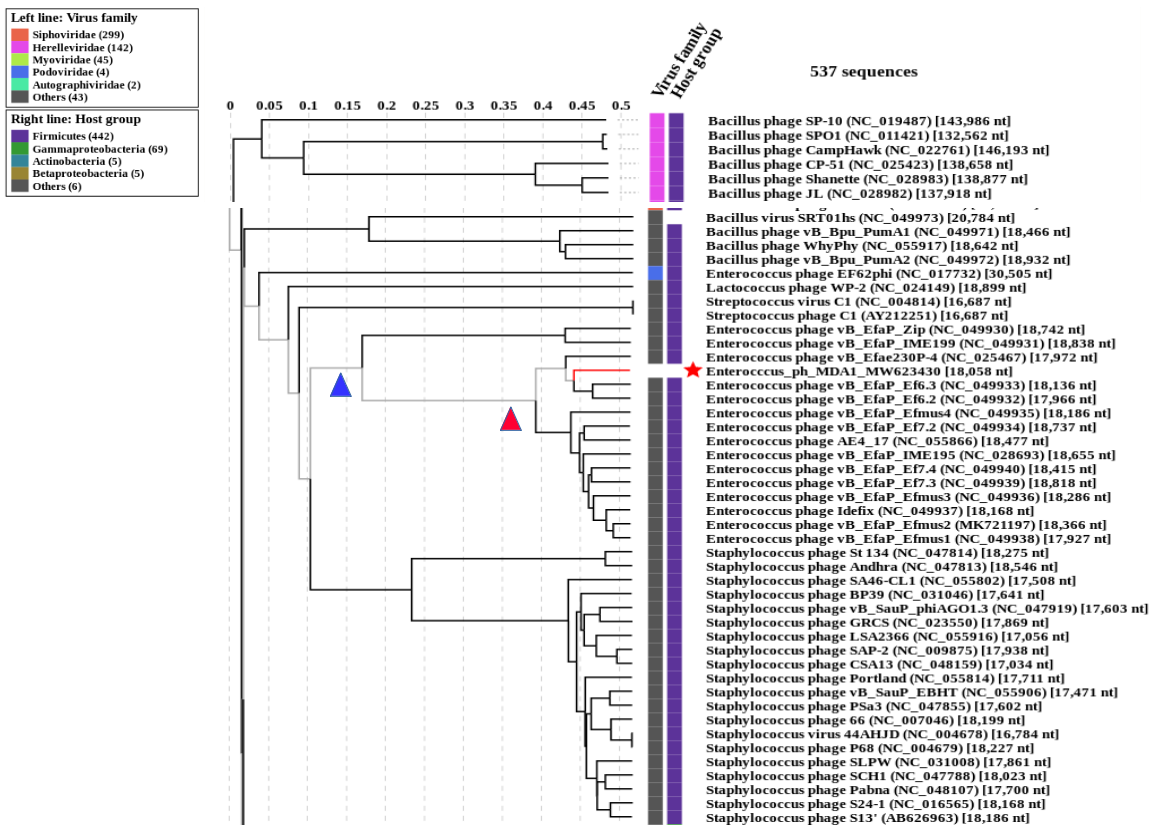 Left line: Virus family
Siphoviridae (299)
Herelleviridae (142)
Myoviridae (45)
Podoviridae (4)
Autographiviridae (2)
Others (43)
Right line: Host group
Firmicutes (442)
Gammaproteobacteria (69)
Actinobacteria (5)
Betaproteobacteria (5)
Others (6)
Virus family
Host group
537 sequences
0 0.05 0.1 0.15 0.2 0.25 0.3 0.35 0.4 0.45 0.5
Bacillus phage SP-10 (NC_019487) [143,986 nt]
Bacillus phage SPO1 (NC_011421) [132,562 nt]
Bacillus phage CampHawk (NC_022761) [146,193 nt]
Bacillus phage CP-51 (NC_025423) [138,658 nt]
Bacillus phage Shanette (NC_028983) [138,877 nt]
Bacillus phage JL (NC_028982) [137,918 nt]
Bacillus virus SRT01hs (NC_049973) [20,784 nt]
Bacillus phage vB_Bpu_PumA1 (NC_049971) [18,466 nt]
Bacillus phage WhyPhy (NC_055917) [18,642 nt]
Bacillus phage vB_Bpu_PumA2 (NC_049972) [18,932 nt]
Enterococcus phage EF62phi (NC_017732) [30,505 nt]
Lactococcus phage WP-2 (NC_024149) [18,899 nt]
Streptococcus virus C1 (NC_004814) [16,687 nt]
Streptococcus phage C1 (AY212251) [16,687 nt]
Enterococcus phage vB_EfaP_Zip (NC_049930) [18,742 nt]
Enterococcus phage vB_EfaP_IME199 (NC_049931) [18,838 nt]
Enterococcus phage vB_Efae230P-4 (NC_025467) [17,972 nt]
Enterocccus_ph_MDA1_MW623430 [18,058 nt]
Enterococcus phage vB_EfaP_Ef6.3 (NC_049933) [18,136 nt]
Enterococcus phage vB_EfaP_Ef6.2 (NC_049932) [17,966 nt]
Enterococcus phage vB_EfaP_Efmus4 (NC_049935) [18,186 nt]
Enterococcus phage vB_EfaP_Ef7.2 (NC_049934) [18,737 nt]
Enterococcus phage AE4_17 (NC_055866) [18,477 nt]
Enterococcus phage vB_EfaP_IME195 (NC_028693) [18,655 nt]
Enterococcus phage vB_EfaP_Ef7.4 (NC_049940) [18,415 nt]
Enterococcus phage vB_EfaP_Ef7.3 (NC_049939) [18,818 nt]
Enterococcus phage vB_EfaP_Efmus3 (NC_049936) [18,286 nt]
Enterococcus phage Idefix (NC_049937) [18,168 nt]
Enterococcus phage vB_EfaP_Efmus2 (MK721197) [18,366 nt]
Enterococcus phage vB_EfaP_Efmus1 (NC_049938) [17,927 nt]
Staphylococcus phage St 134 (NC_047814) [18,275 nt]
Staphylococcus phage Andhra (NC_047813) [18,546 nt]
Staphylococcus phage SA46-CL1 (NC_055802) [17,508 nt]
Staphylococcus phage BP39 (NC_031046) [17,641 nt]
Staphylococcus phage vB_SauP_phiAGO1.3 (NC_047919) [17,603 nt]
Staphylococcus phage GRCS (NC_023550) [17,869 nt]
Staphylococcus phage LSA2366 (NC_055916) [17,056 nt]
Staphylococcus phage SAP-2 (NC_009875) [17,938 nt]
Staphylococcus phage CSA13 (NC_048159) [17,034 nt]
Staphylococcus phage Portland (NC_055814) [17,711 nt]
Staphylococcus phage vB_SauP_EBHT (NC_055906) [17,471 nt]
Staphylococcus phage PSa3 (NC_047855) [17,602 nt]
Staphylococcus phage 66 (NC_007046) [18,199 nt]
Staphylococcus virus 44AHJD (NC_004678) [16,784 nt]
Staphylococcus phage P68 (NC_004679) [18,227 nt]
Staphylococcus phage SLPW (NC_031008) [17,861 nt]
Staphylococcus phage SCH1 (NC_047788) [18,023 nt]
Staphylococcus phage Pabna (NC_048107) [17,700 nt]
Staphylococcus phage S24-1 (NC_016565) [18,168 nt]
Staphylococcus phage S13' (AB626963) [18,186 nt]